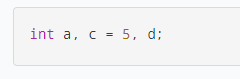 int a, c = 5, d;